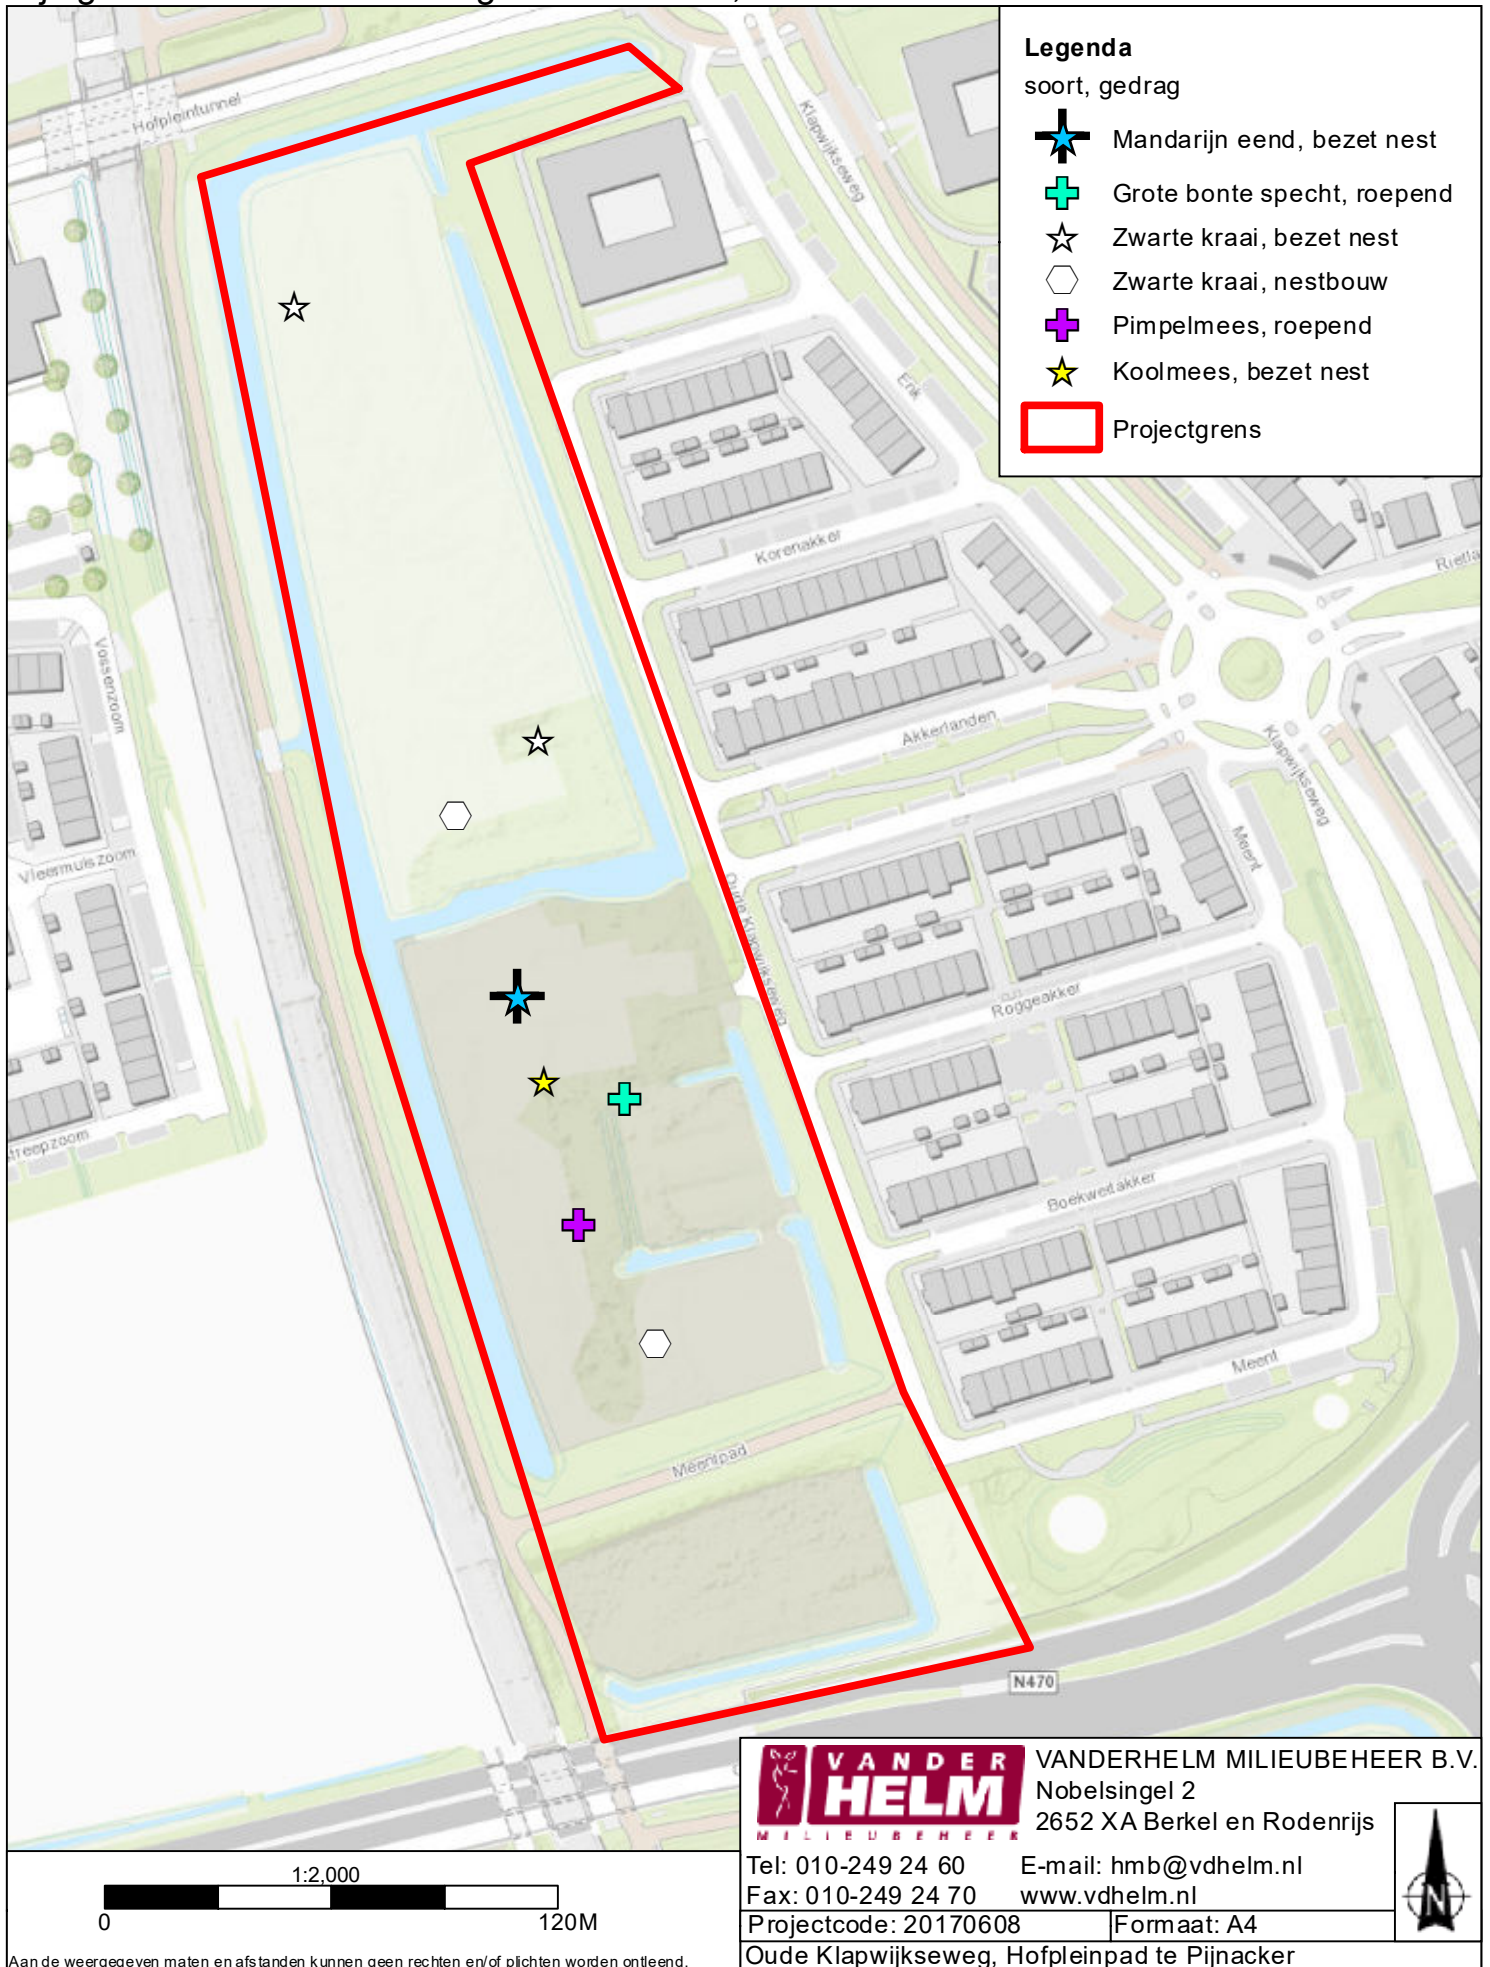 Legenda
soort, gedrag
Mandarijn eend, bezet nest
Grote bonte specht, roepend
Zwarte kraai, bezet nest
Zwarte kraai, nestbouw
Pimpelmees, roepend
Koolmees, bezet nest
Projectgrens
Hofpleintunnel
Klapwijkseweg
Enk
Korenakker
Rietla
Akkerlanden
Vossenzoom
Klapwijkseweg
Meent
Vleermuiszoom
Oude Klapwijkseweg
Roggeakker
treepzoom
Boekweitakker
Meent
Meentpad
N470
VANDER
HELM
MILIEUBEHEER
VANDERHELM MILIEUBEHEER B.V.
Nobelsingel 2
2652 XA Berkel en Rodenrijs
Tel: 010-249 24 60 E-mail: hmb@vdhelm.nl
Fax: 010-249 24 70 www.vdhelm.nl
Projectcode: 20170608 Formaat: A4
Oude Klapwijkseweg, Hofpleinpad te Pijnacker
N
1:2,000
0 120M
Aan de weergegeven maten en afstanden kunnen geen rechten en/of plichten worden ontleend.